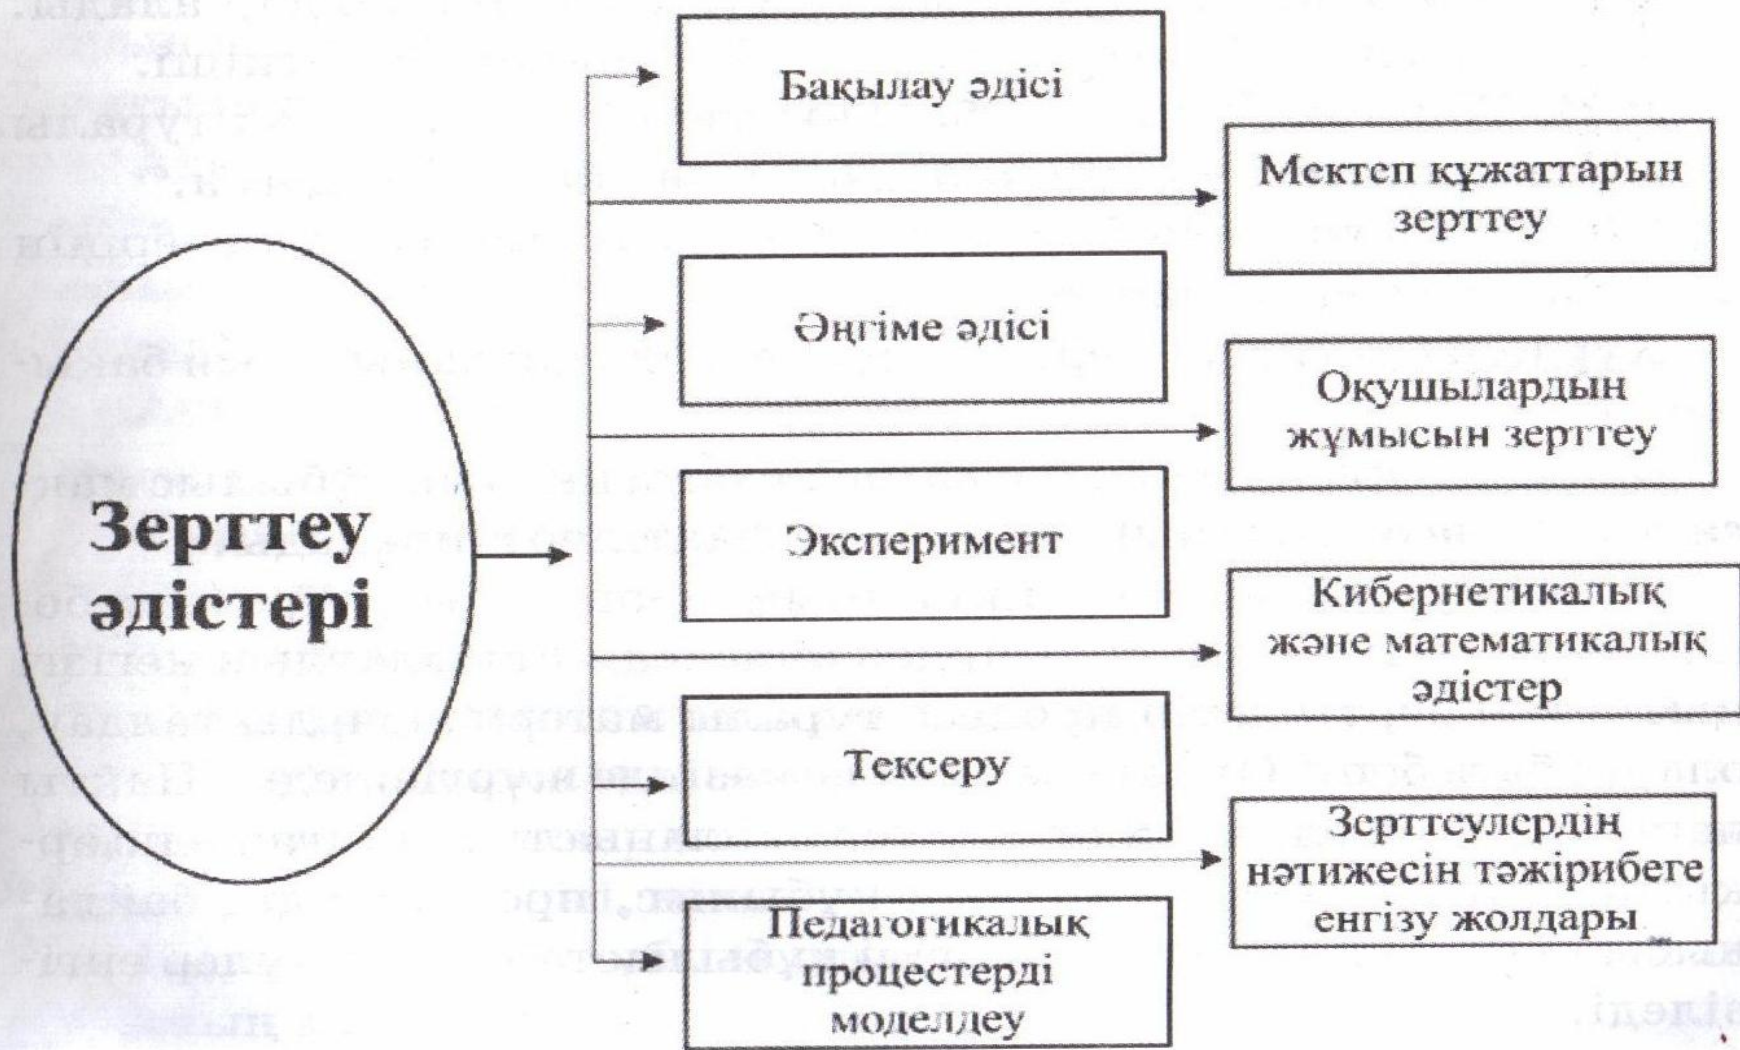 Бақылау әдісі
Мектеп құжаттарын
зерттеу
Әңгіме әдісі
Оқушылардың
жұмысын зерттеу
Зерттеу
әдістері
Эксперимент
Кибернетикалық
және математикалық
әдістер
Тексеру
Зерттеулердің
нәтижесін тәжірибеге
енгізу жолдары
Педагогикалық
процестерді
моделдеу